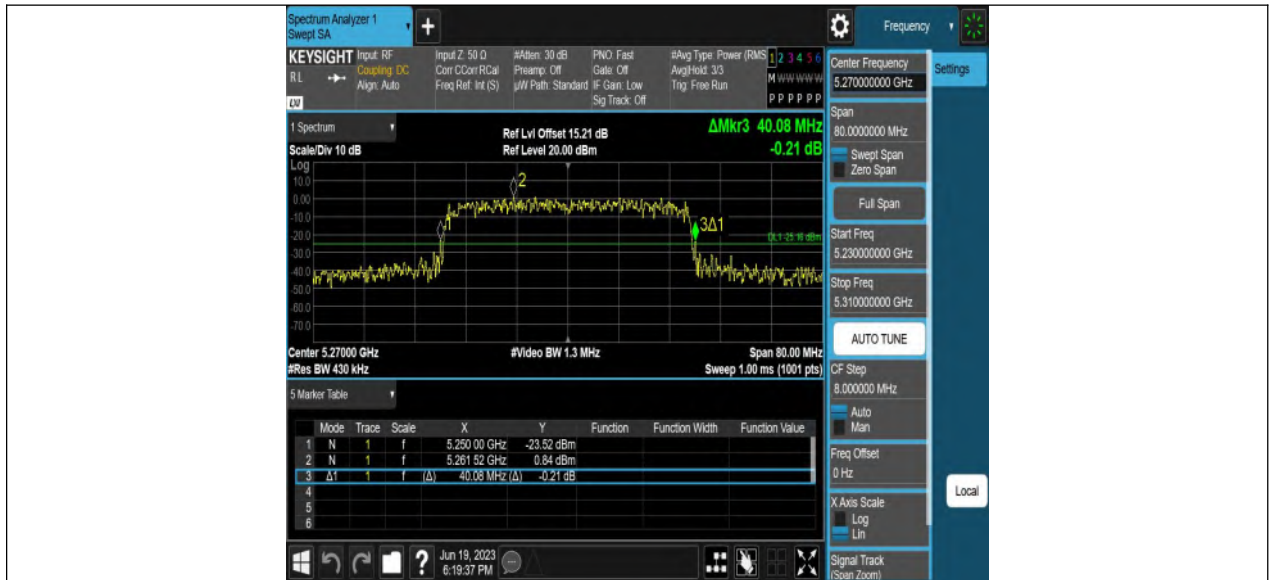 Spectrum Analyzer 1
Swept SA
+
Frequency
KEYSIGHT Input: RF Input Z: 50 Ω #Atten: 30 dB PNO: Fast #Avg Type: Power (RMS 1 2 3 4 5 6
RL Coupling: DC Corr CCorr RCal Preamp: Off Gate: Off Avg|Hold: 3/3 M W W W W W
Align: Auto Freq Ref: Int (S) µW Path: Standard IF Gain: Low Trig: Free Run
Sig Track: Off P P P P P P
LXI
1 Spectrum
Ref Lvl Offset 15.21 dB
ΔMkr3 40.08 MHz
Scale/Div 10 dB
Ref Level 20.00 dBm
-0.21 dB
Log
10.0
0.00
-10.0
-20.0
-30.0
-40.0
-50.0
-60.0
-70.0
2
3Δ1
DL1 -25.16 dBm
Center 5.27000 GHz #Video BW 1.3 MHz Span 80.00 MHz
#Res BW 430 kHz Sweep 1.00 ms (1001 pts)
5 Marker Table
Mode Trace Scale X Y Function Function Width Function Value
1 N 1 f 5.250 00 GHz -23.52 dBm
2 N 1 f 5.261 52 GHz 0.84 dBm
3 Δ1 1 f (Δ) 40.08 MHz (Δ) -0.21 dB
4
5
6
?
Jun 19, 2023
6:19:37 PM
Center Frequency
5.270000000 GHz
Settings
Span
80.0000000 MHz
Swept Span
Zero Span
Full Span
Start Freq
5.230000000 GHz
Stop Freq
5.310000000 GHz
AUTO TUNE
CF Step
8.000000 MHz
Auto
Man
Freq Offset
0 Hz
X Axis Scale
Log
Lin
Local
Signal Track
(Span Zoom)